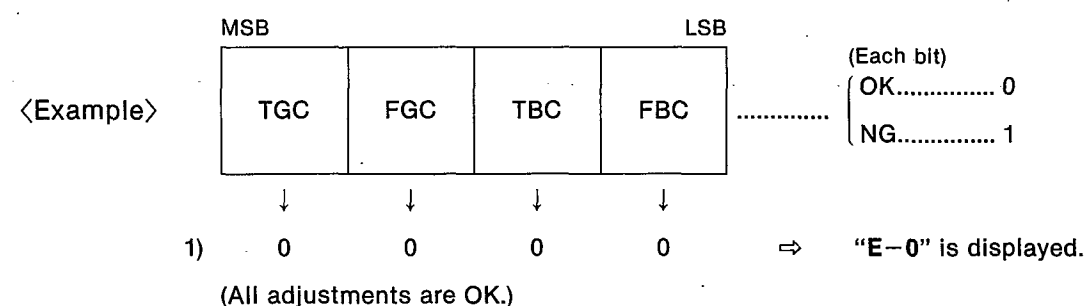 MSB LSB
(Each bit)
〈Example〉 TGC FGC TBC FBC .............. OK............... 0
NG............... 1
↓ ↓ ↓ ↓
1) 0 0 0 0 ⇨ “E−0” is displayed.
(All adjustments are OK.)